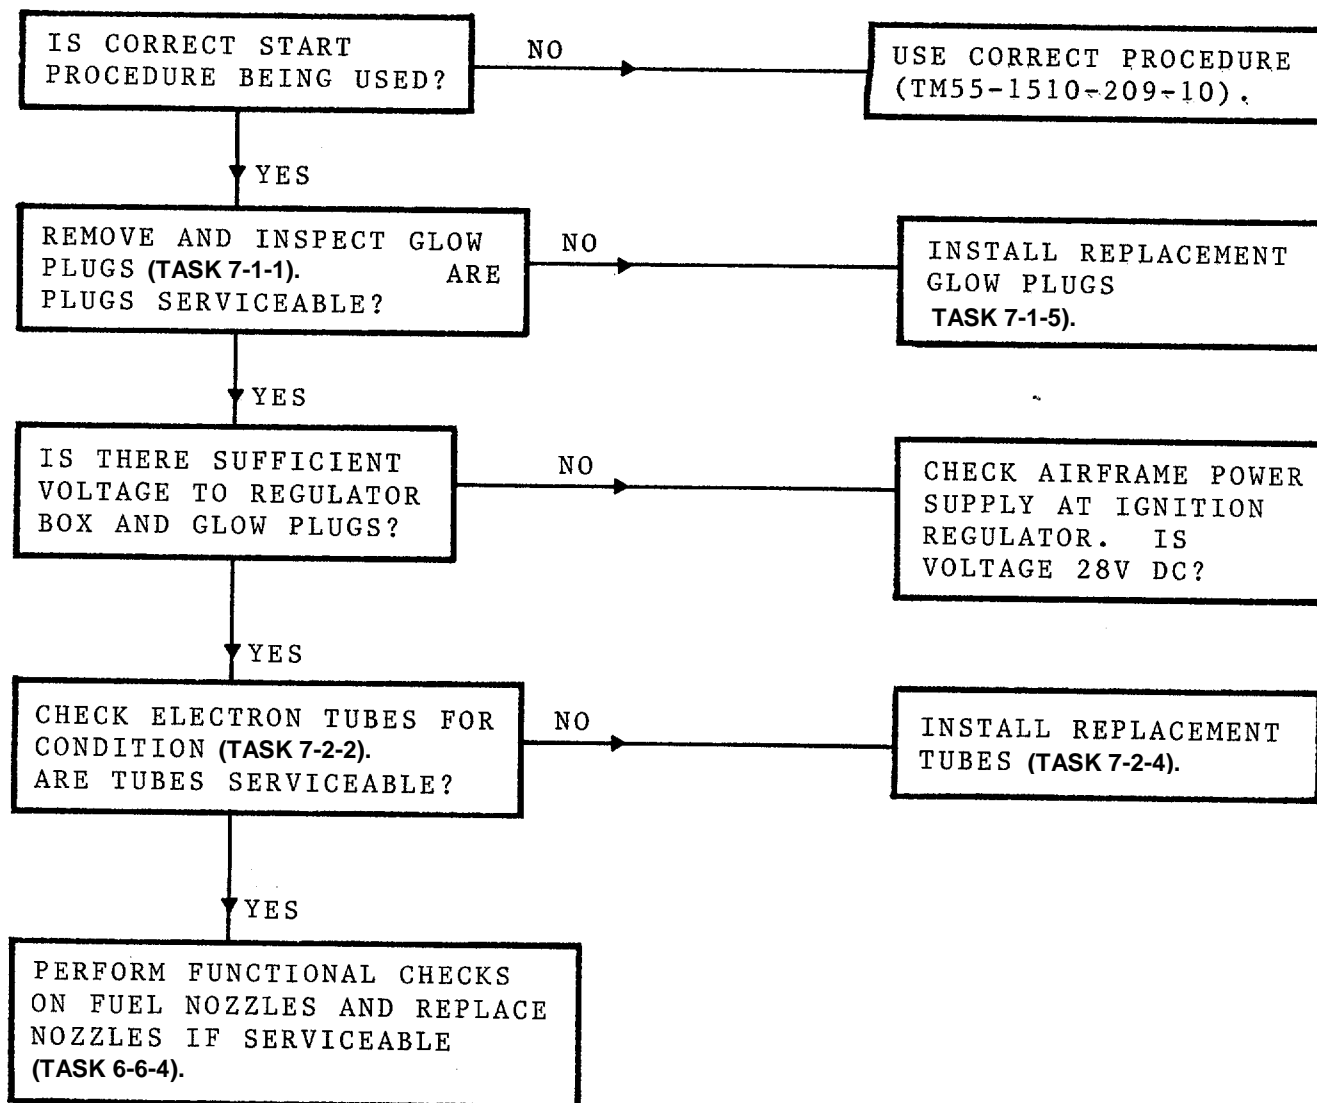 IS CORRECT START
PROCEDURE BEING USED?
NO
USE CORRECT PROCEDURE
(TM55-1510-209-10).
YES
REMOVE AND INSPECT GLOW
PLUGS (TASK 7-1-1). ARE
PLUGS SERVICEABLE?
NO
INSTALL REPLACEMENT
GLOW PLUGS
TASK 7-1-5).
YES
IS THERE SUFFICIENT
VOLTAGE TO REGULATOR
BOX AND GLOW PLUGS?
NO
CHECK AIRFRAME POWER
SUPPLY AT IGNITION
REGULATOR. IS
VOLTAGE 28V DC?
YES
CHECK ELECTRON TUBES FOR
CONDITION (TASK 7-2-2).
ARE TUBES SERVICEABLE?
NO
INSTALL REPLACEMENT
TUBES (TASK 7-2-4).
YES
PERFORM FUNCTIONAL CHECKS
ON FUEL NOZZLES AND REPLACE
NOZZLES IF SERVICEABLE
(TASK 6-6-4).